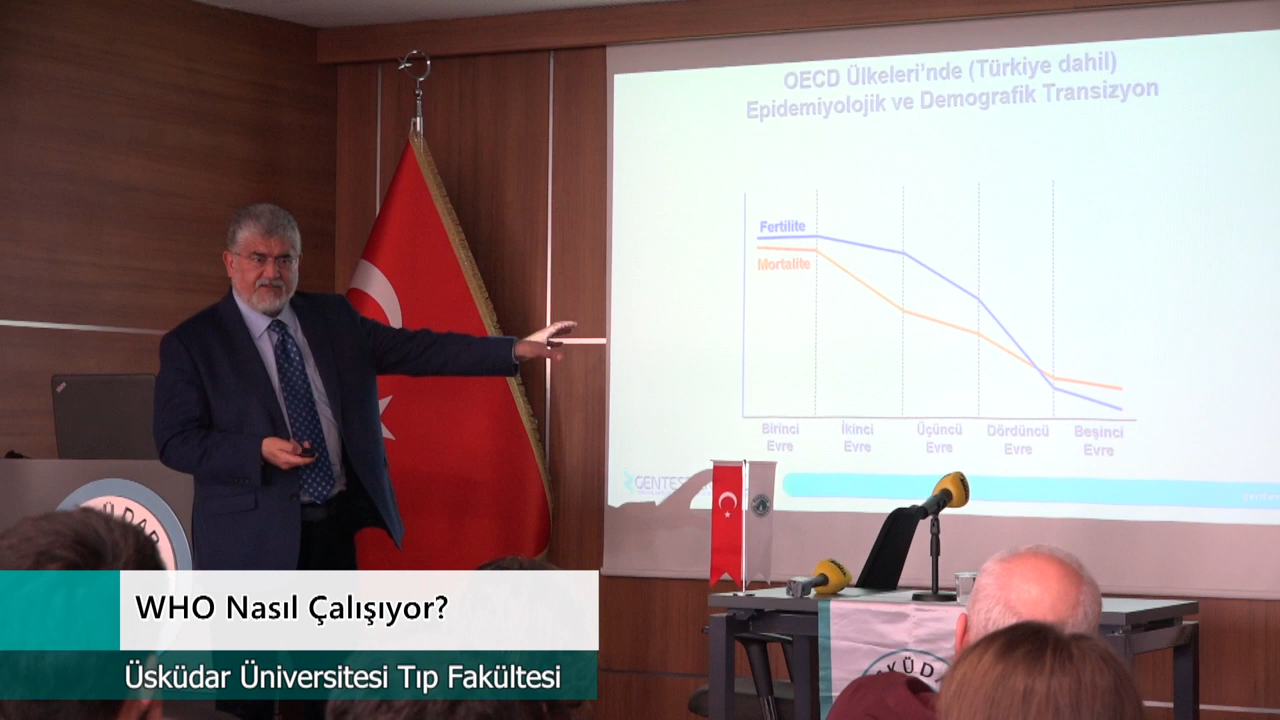 OECD Ülkeleri'nde (Türkiye dahil)
Epidemiyolojik ve Demografik Transizyon
Fertilite
Mortalite
Birinci Evre
İkinci Evre
Üçüncü Evre
Dördüncü Evre
Beşinci Evre
GENTEST
WHO Nasıl Çalışıyor?
Üsküdar Üniversitesi Tıp Fakültesi